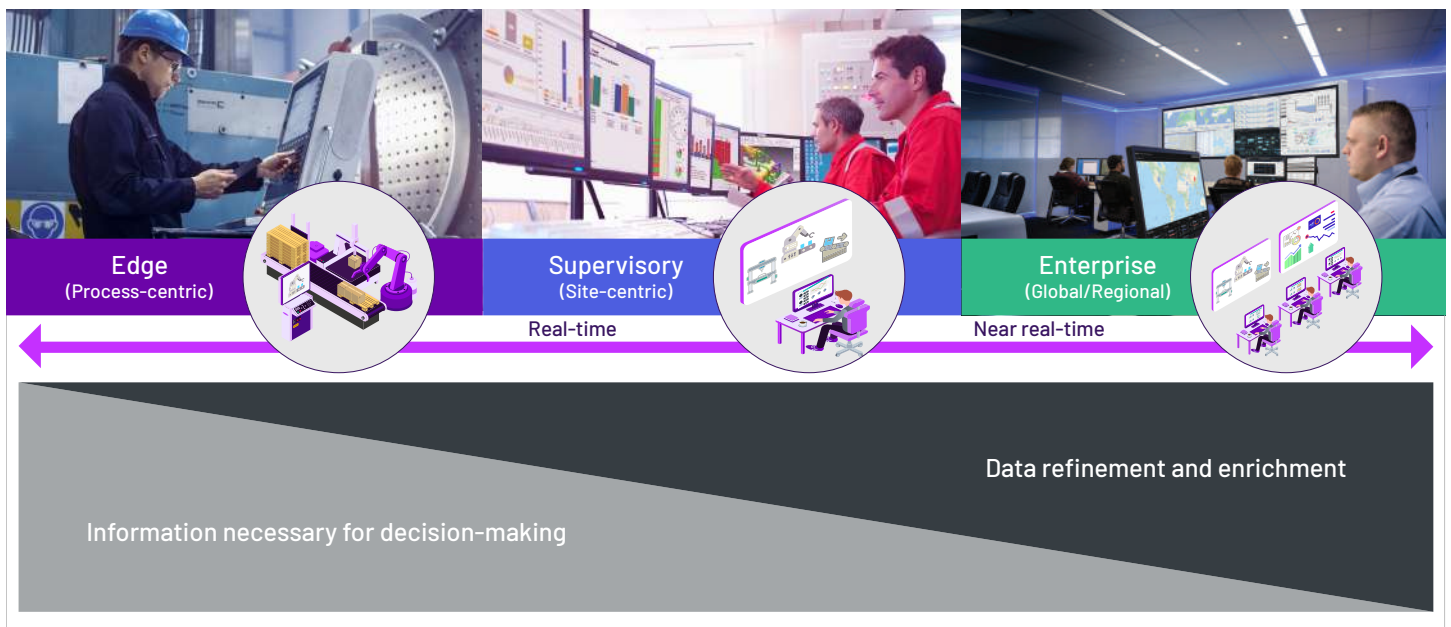 Edge
(Process-centric)
Supervisory
(Site-centric)
Enterprise
(Global/Regional)
Real-time
Near real-time
Data refinement and enrichment
Information necessary for decision-making